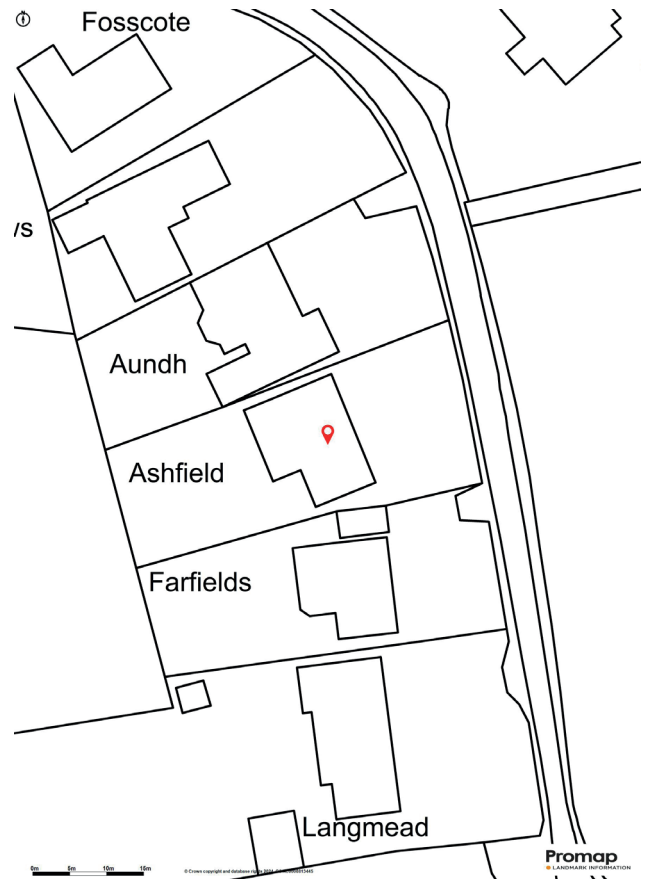 Fosscote
/s
Aundh
Ashfield
Farfields
Langmead
0m 5m 10m 15m
Promap
LANDMARK INFORMATION